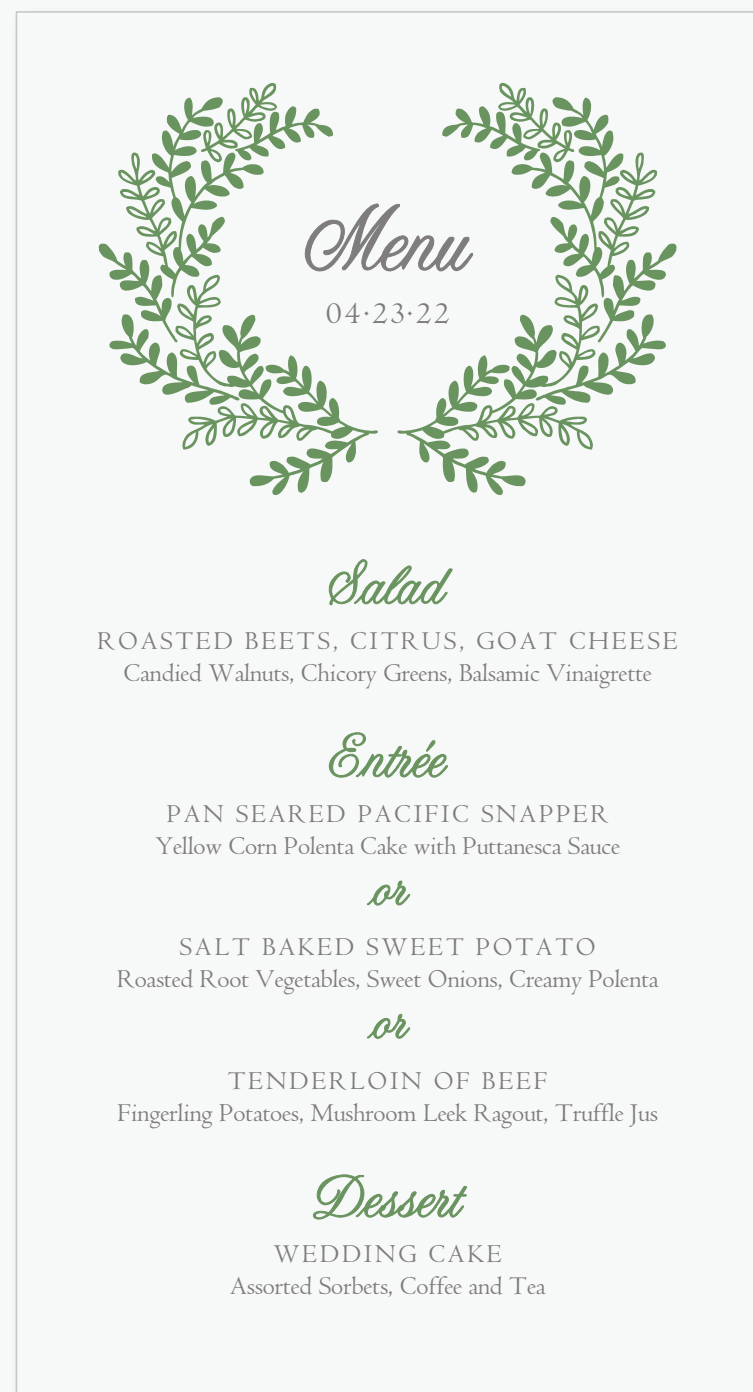 Menu
04·23·22
Salad
ROASTED BEETS, CITRUS, GOAT CHEESE
Candied Walnuts, Chicory Greens, Balsamic Vinaigrette
Entrée
PAN SEARED PACIFIC SNAPPER
Yellow Corn Polenta Cake with Puttanesca Sauce
or
SALT BAKED SWEET POTATO
Roasted Root Vegetables, Sweet Onions, Creamy Polenta
or
TENDERLOIN OF BEEF
Fingerling Potatoes, Mushroom Leek Ragout, Truffle Jus
Dessert
WEDDING CAKE
Assorted Sorbets, Coffee and Tea